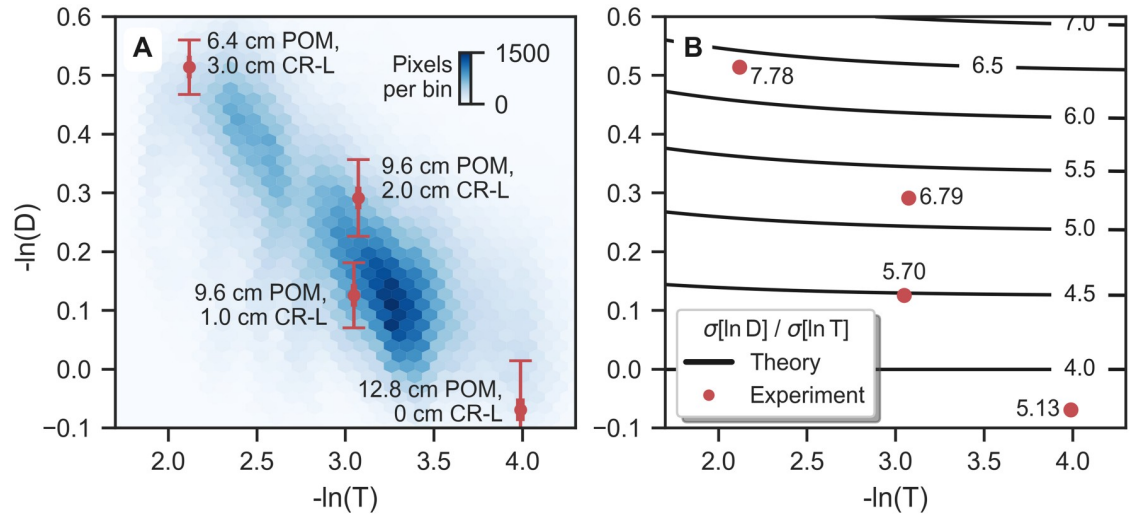 A
6.4 cm POM,
3.0 cm CR-L
Pixels
per bin
1500
0
9.6 cm POM,
2.0 cm CR-L
9.6 cm POM,
1.0 cm CR-L
12.8 cm POM,
0 cm CR-L
0.6
0.5
0.4
0.3
0.2
0.1
0.0
−0.1
-ln(D)
2.0
2.5
3.0
3.5
4.0
-ln(T)
B
7.0
6.5
7.78
6.0
5.5
6.79
5.0
5.70
4.5
4.0
5.13
σ[ln D] / σ[ln T]
Theory
Experiment
0.6
0.5
0.4
0.3
0.2
0.1
0.0
−0.1
2.0
2.5
3.0
3.5
4.0
-ln(T)